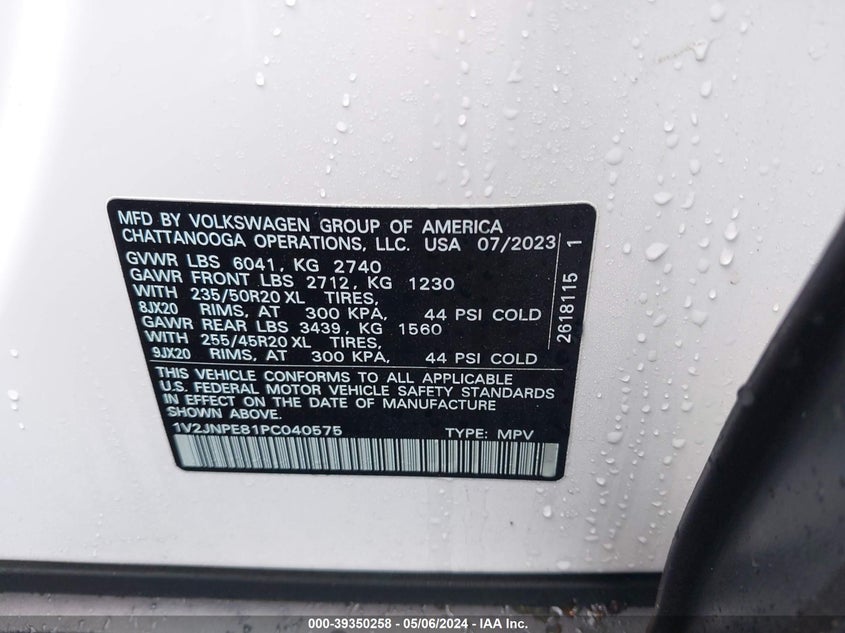 MFD BY VOLKSWAGEN GROUP OF AMERICA
CHATTANOOGA OPERATIONS, LLC. USA 07/2023
GVWR LBS 6041, KG 2740
GAWR FRONT LBS 2712, KG 1230
WITH 235/50R20 XL TIRES,
8JX20 RIMS, AT 300 KPA, 44 PSI COLD
GAWR REAR LBS 3439, KG 1560
WITH 255/45R20 XL TIRES,
9JX20 RIMS, AT 300 KPA, 44 PSI COLD
2618115 1
THIS VEHICLE CONFORMS TO ALL APPLICABLE
U.S. FEDERAL MOTOR VEHICLE SAFETY STANDARDS
IN EFFECT ON THE DATE OF MANUFACTURE
SHOWN ABOVE.
1V2JNPE81PC040575 TYPE: MPV
000-39350258 - 05/06/2024 - IAA Inc.